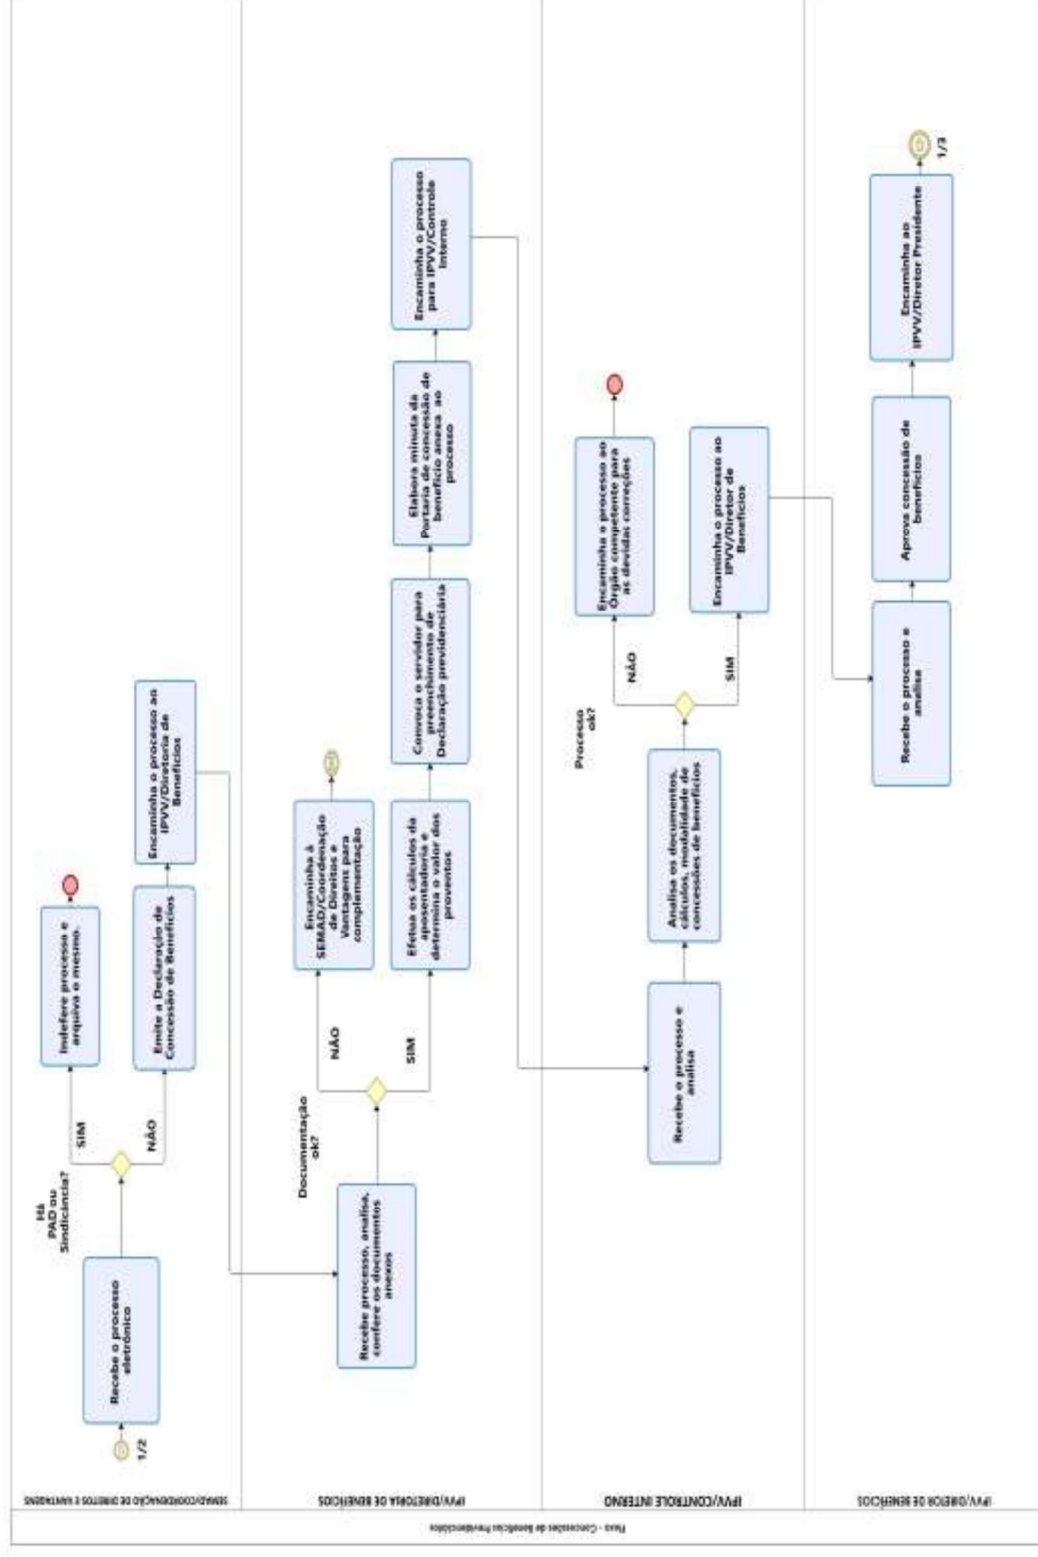 Fluxo - Concessões de Benefícios Previdenciários
SEMAD/COORDENAÇÃO DE DIREITOS E VANTAGENS
1/2
Recebe o processo
eletrônico
Há
PAD ou
Sindicância?
SIM
NÃO
Indefere processo e
arquiva o mesmo.
Emite a Declaração de
Concessão de Benefícios
Encaminha o processo ao
IPVV/Diretoria de
Benefícios
IPVV/DIRETORIA DE BENEFÍCIOS
Recebe processo, analisa,
confere os documentos
anexos
Documentação
ok?
NÃO
SIM
Encaminha à
SEMAD/Coordenação
de Direitos e
Vantagens para
complementação
Efetua os cálculos da
aposentadoria e
determina o valor dos
proventos
Convoca o servidor para
preenchimento de
Declaração previdenciária
Elabora minuta da
Portaria de concessão de
benefício anexa ao
processo
Encaminha o processo
para IPVV/Controle
Interno
IPVV/CONTROLE INTERNO
Recebe o processo e
analisa
Analisa os documentos,
cálculos, modalidade de
concessões de benefícios
Processo
ok?
NÃO
SIM
Encaminha o processo ao
Órgão competente para
as devidas correções
Encaminha o processo ao
IPVV/Diretor de
Benefícios
IPVV/DIRETOR DE BENEFÍCIOS
Recebe o processo e
analisa
Aprova concessão de
benefícios
Encaminha ao
IPVV/Diretor Presidente
1/3